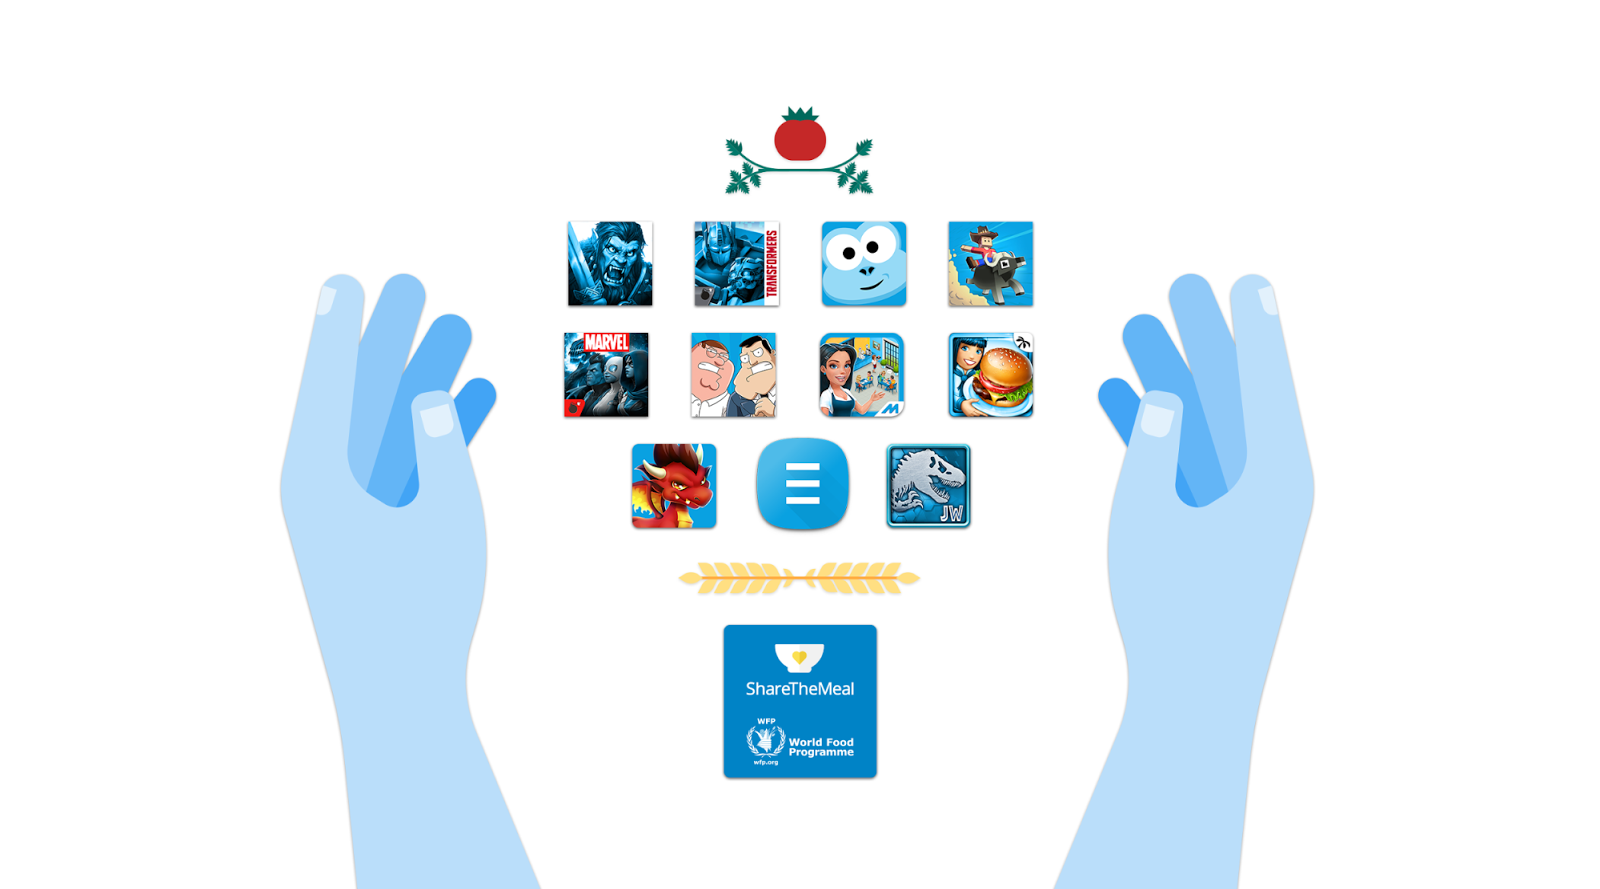 TRANSFORMERS
MARVEL
JW
ShareTheMeal
WFP
World Food
Programme
wfp.org